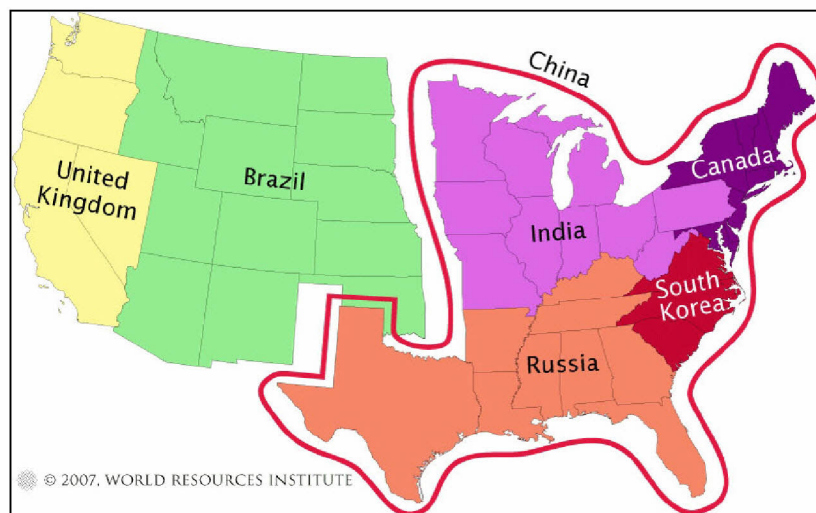 China
Canada
United
Kingdom
Brazil
India
South
Korea
Russia
© 2007, WORLD RESOURCES INSTITUTE